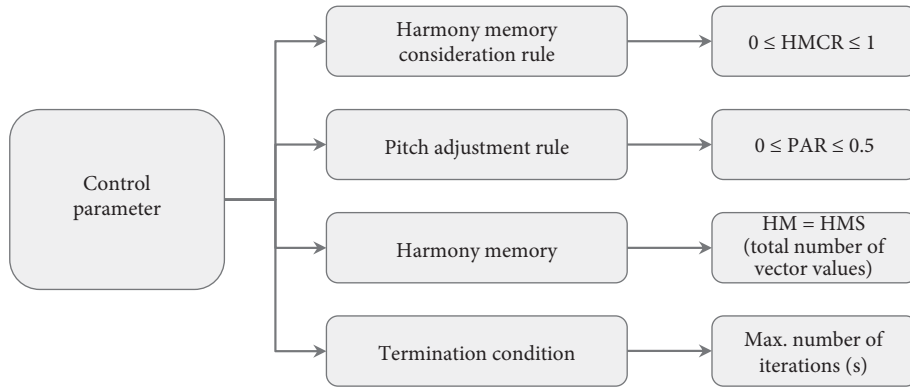 Control
parameter
Harmony memory
consideration rule
0 ≤ HMCR ≤ 1
Pitch adjustment rule
0 ≤ PAR ≤ 0.5
Harmony memory
HM = HMS
(total number of
vector values)
Termination condition
Max. number of
iterations (s)